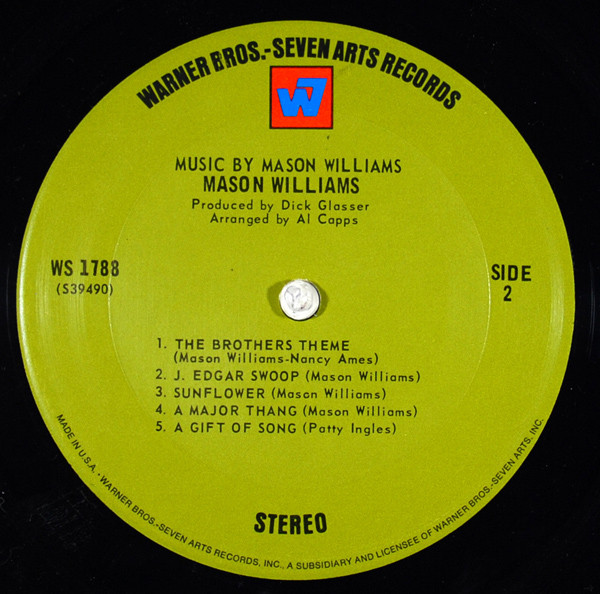 WARNER BROS.-SEVEN ARTS RECORDS
W7
MUSIC BY MASON WILLIAMS
MASON WILLIAMS
Produced by Dick Glasser
Arranged by Al Capps
WS 1788
(S39490)
SIDE
2
1. THE BROTHERS THEME
(Mason Williams-Nancy Ames)
2. J. EDGAR SWOOP (Mason Williams)
3. SUNFLOWER (Mason Williams)
4. A MAJOR THANG (Mason Williams)
5. A GIFT OF SONG (Patty Ingles)
STEREO
MADE IN U.S.A. • WARNER BROS.-SEVEN ARTS RECORDS, INC., A SUBSIDIARY AND LICENSEE OF WARNER BROS.-SEVEN ARTS, INC.